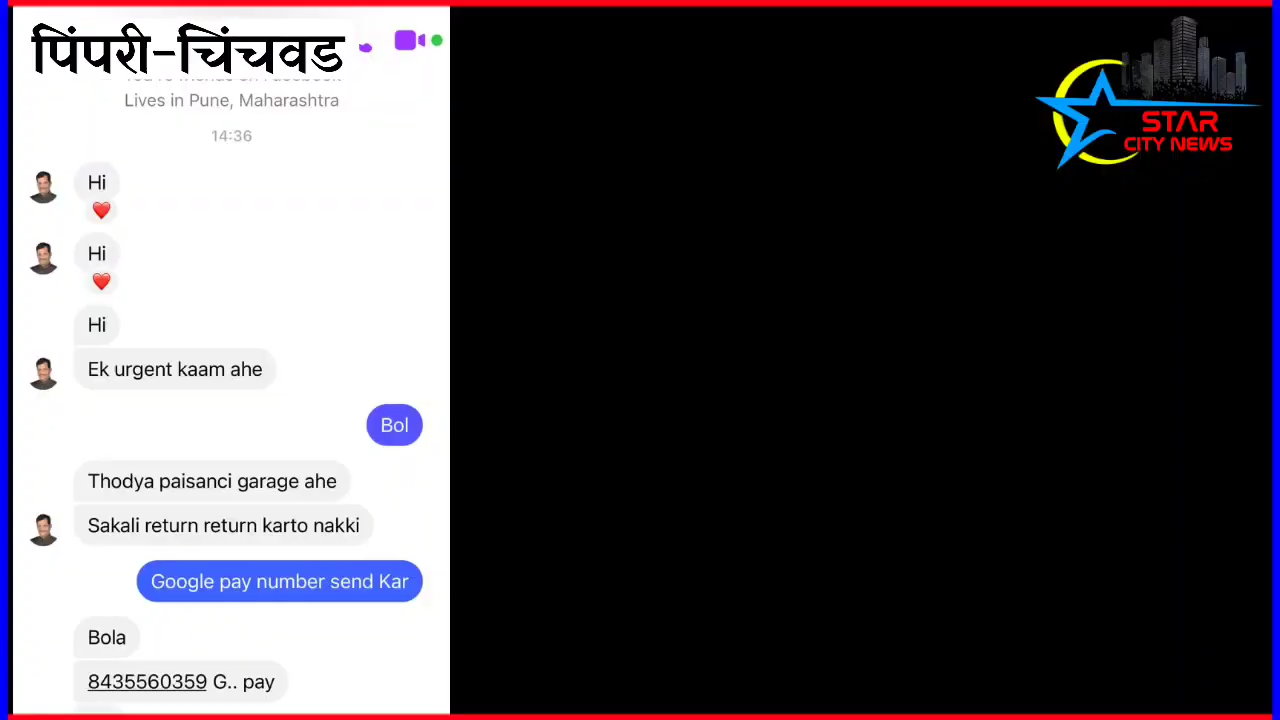 पिंपरी-चिंचवड
Lives in Pune, Maharashtra
14:36
Hi
Hi
Hi
Ek urgent kaam ahe
Bol
Thodya paisanci garage ahe
Sakali return return karto nakki
Google pay number send Kar
Bola
8435560359 G.. pay
STAR
CITY NEWS